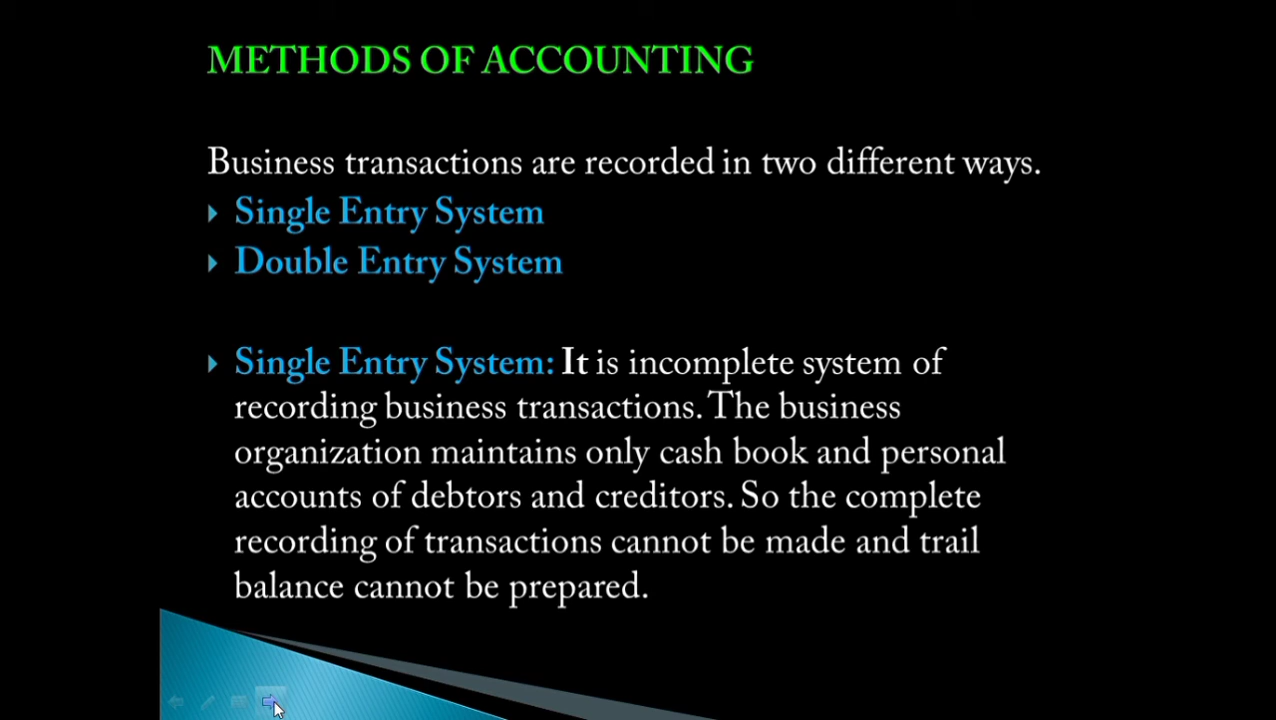 METHODS OF ACCOUNTING
Business transactions are recorded in two different ways.
Single Entry System
Double Entry System
Single Entry System: It is incomplete system of
recording business transactions. The business
organization maintains only cash book and personal
accounts of debtors and creditors. So the complete
recording of transactions cannot be made and trail
balance cannot be prepared.